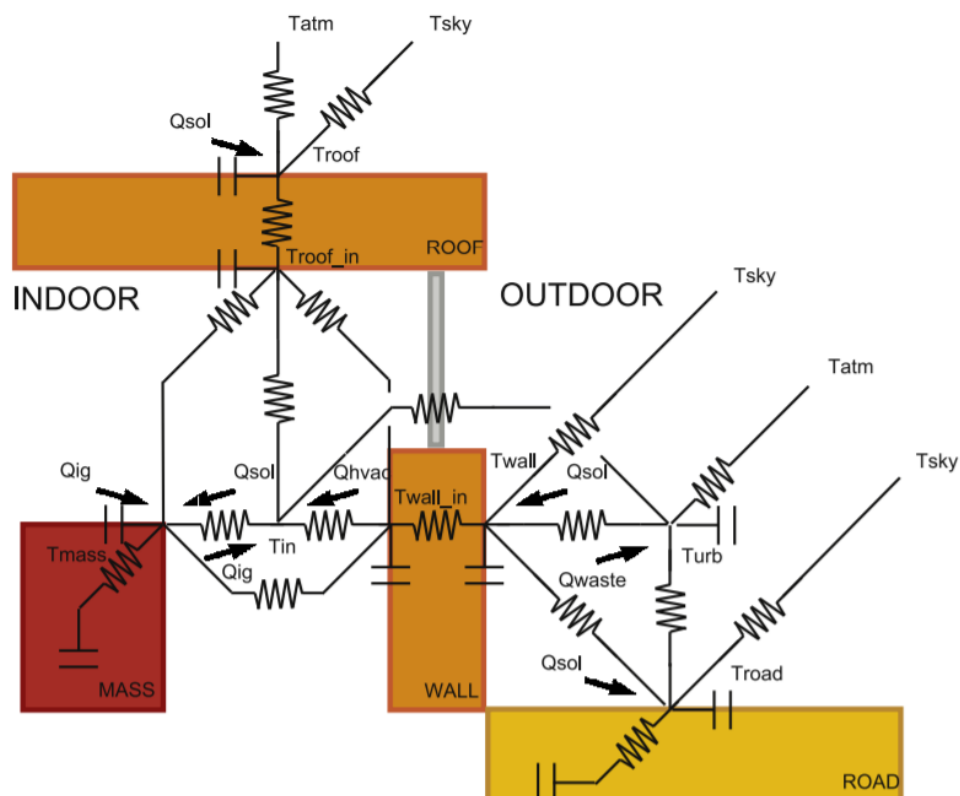 Tatm
Tsky
Qsol
Troof
ROOF
Troof_in
INDOOR
OUTDOOR
Tsky
Tatm
Qig
Qsol
Qhvac
Twall
Qsol
Tsky
Twall_in
Tmass
Tin
Qig
Qwaste
Turb
Qsol
Troad
MASS
WALL
ROAD